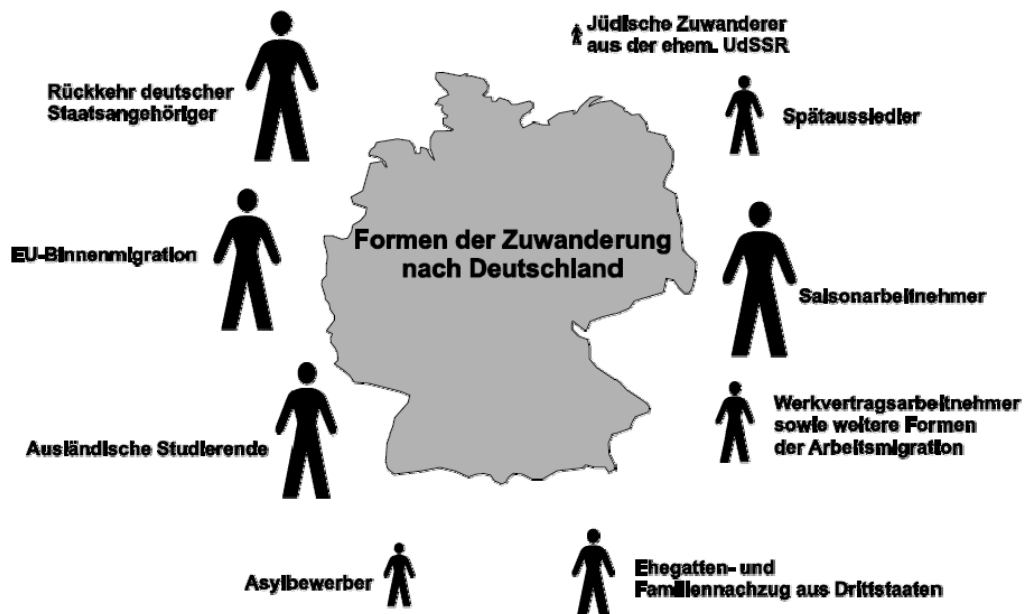 Jüdische Zuwanderer
aus der ehem. UdSSR
Rückkehr deutscher
Staatsangehöriger
Spätaussiedler
Formen der Zuwanderung
nach Deutschland
EU-Binnenmigration
Saisonarbeitnehmer
Ausländische Studierende
Werkvertragsarbeitnehmer
sowie weitere Formen
der Arbeitsmigration
Asylbewerber
Ehegatten- und
Familiennachzug aus Drittstaaten